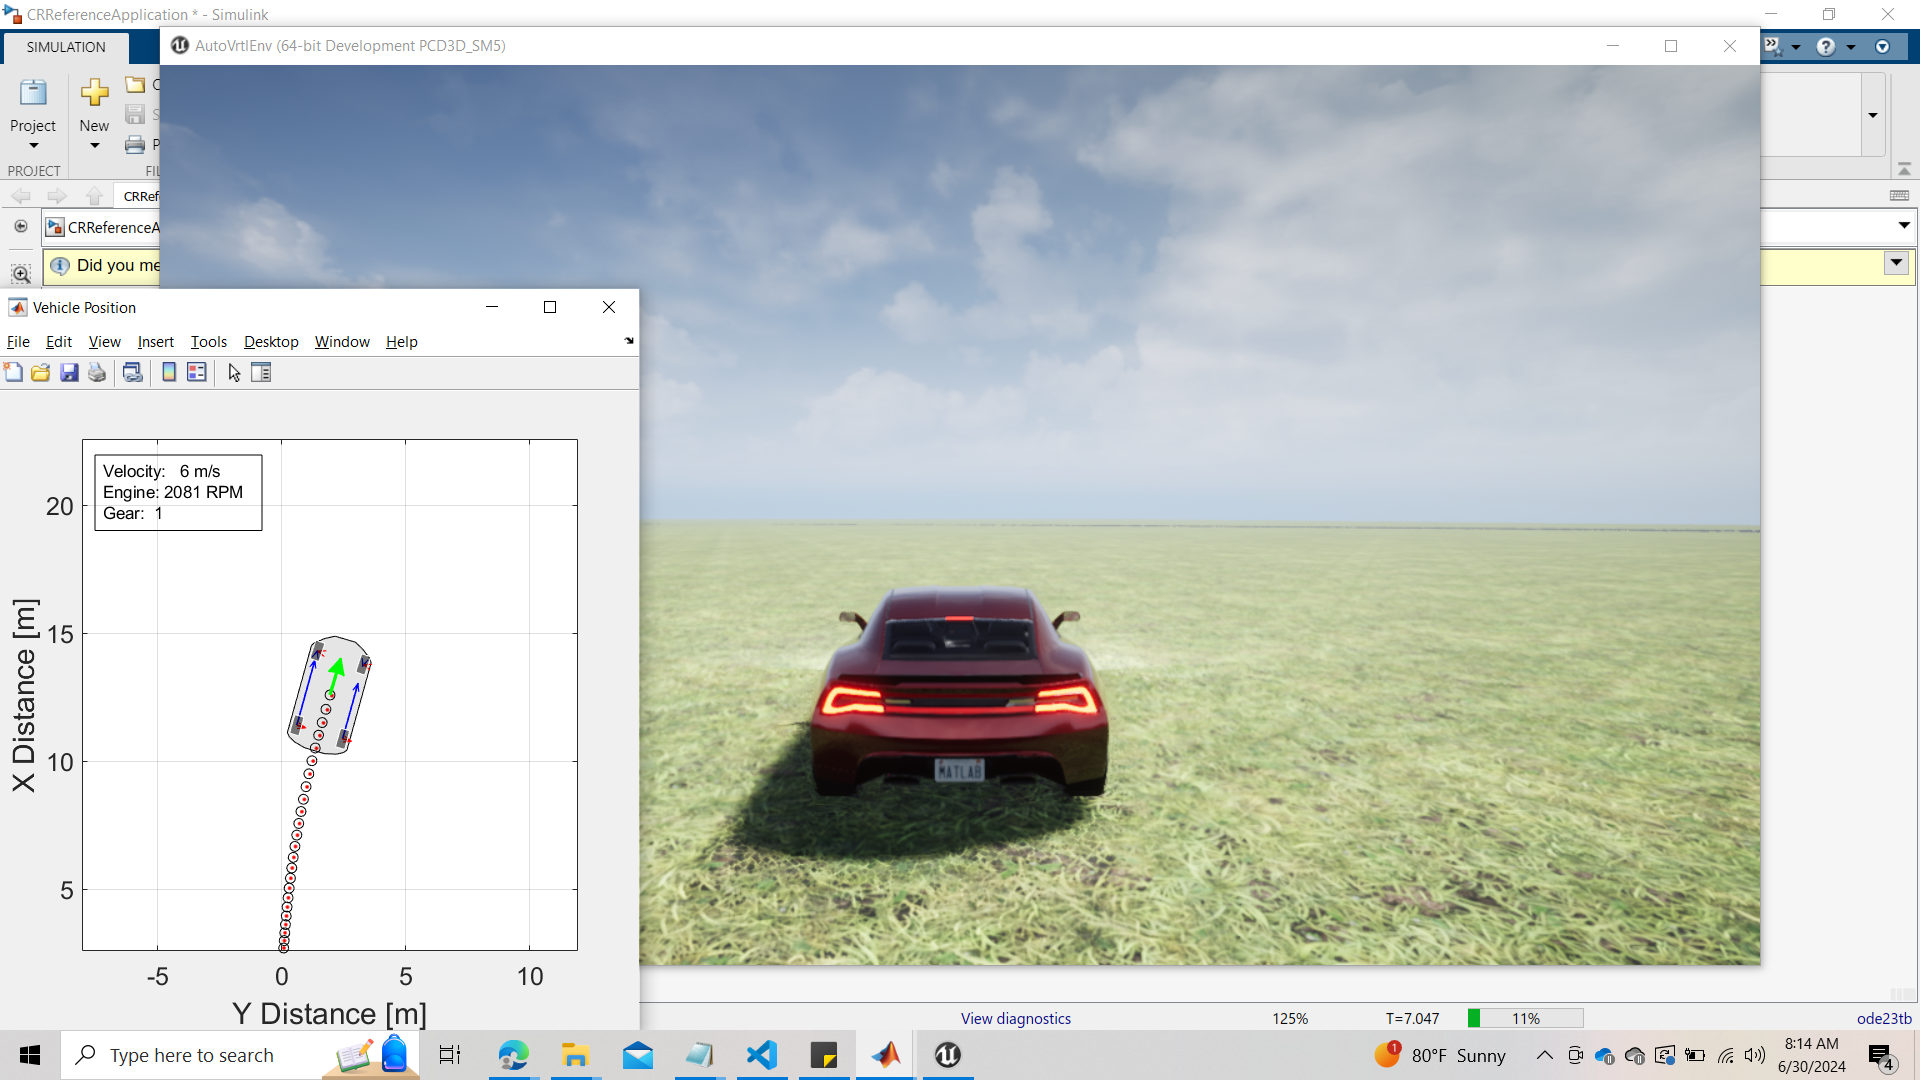 CRReferenceApplication * - Simulink
AutoVrtlEnv (64-bit Development PCD3D_SM5)
SIMULATION
Project
New
PROJECT
FIL
CRRef
CRReferenceA
Did you me
Vehicle Position
File Edit View Insert Tools Desktop Window Help
Velocity: 6 m/s
Engine: 2081 RPM
Gear: 1
20
15
10
5
X Distance [m]
-5 0 5 10
Y Distance [m]
MATLAB
View diagnostics 125% T=7.047 11% ode23tb
Type here to search
1
80°F Sunny
8:14 AM
6/30/2024
4